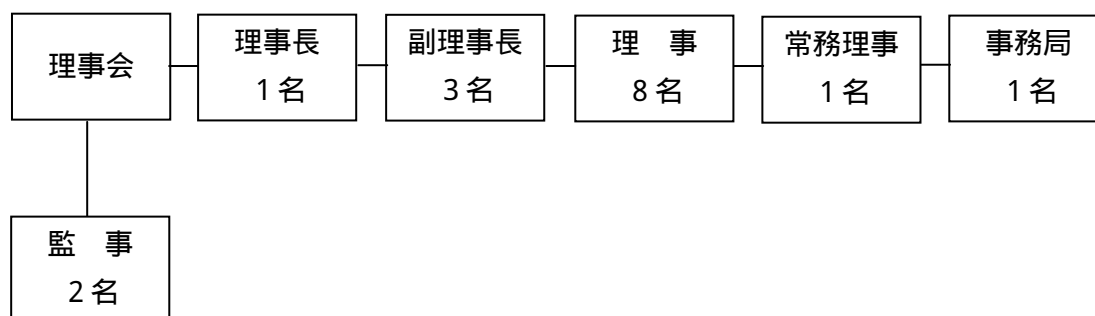 理事会
理事長
1名
副理事長
3名
理　事
8名
常務理事
1名
事務局
1名
監　事
2名